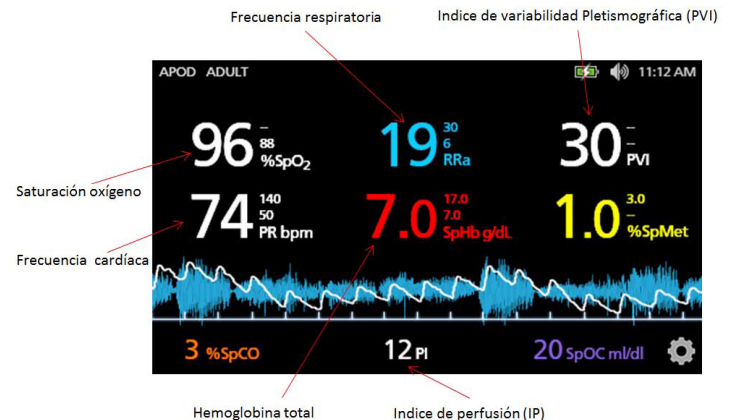 Frecuencia respiratoria
Indice de variabilidad Pletismográfica (PVI)
APOD ADULT
11:12 AM
96
–
88
%SpO₂
19
30
6
RRa
30
–
–
PVI
Saturación oxígeno
74
140
50
PR bpm
7.0
17.0
7.0
SpHb g/dL
1.0
3.0
–
%SpMet
Frecuencia cardíaca
3 %SpCO
12 PI
20 SpOC ml/dl
Hemoglobina total
Indice de perfusión (IP)